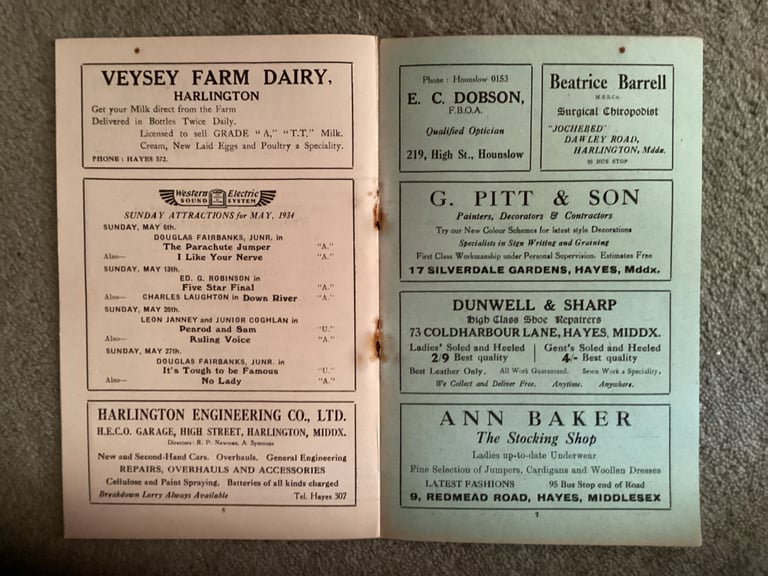 VEYSEY FARM DAIRY,
HARLINGTON
Get your Milk direct from the Farm
Delivered in Bottles Twice Daily.
Licensed to sell GRADE "A," "T.T." Milk.
Cream, New Laid Eggs and Poultry a Speciality.
PHONE: HAYES 572.
Western Electric
SOUND SYSTEM
SUNDAY ATTRACTIONS for MAY, 1934
SUNDAY, MAY 6th.
DOUGLAS FAIRBANKS, JUNR. in
The Parachute Jumper "A."
Also— I Like Your Nerve "A."
SUNDAY, MAY 13th.
ED. G. ROBINSON in
Five Star Final "A."
Also— CHARLES LAUGHTON in Down River "A."
SUNDAY, MAY 20th.
LEON JANNEY and JUNIOR COGHLAN in
Penrod and Sam "U."
Also— Ruling Voice "A."
SUNDAY, MAY 27th.
DOUGLAS FAIRBANKS, JUNR. in
It's Tough to be Famous "U."
Also— No Lady "A."
HARLINGTON ENGINEERING CO., LTD.
H.E.C.O. GARAGE, HIGH STREET, HARLINGTON, MIDDX.
Directors: R. P. Newman, A. Symmons
New and Second-Hand Cars. Overhauls. General Engineering
REPAIRS, OVERHAULS AND ACCESSORIES
Cellulose and Paint Spraying. Batteries of all kinds charged
Breakdown Lorry Always Available Tel. Hayes 307
Phone: Hounslow 0153
E. C. DOBSON,
F.B.O.A.
Qualified Optician
219, High St., Hounslow
Beatrice Barrell
Surgical Chiropodist
"JOCHEBED"
DAWLEY ROAD,
HARLINGTON, Middx.
95 BUS STOP
G. PITT & SON
Painters, Decorators & Contractors
Try our New Colour Schemes for latest style Decorations
Specialists in Sign Writing and Graining
First Class Workmanship under Personal Supervision. Estimates Free
17 SILVERDALE GARDENS, HAYES, Middx.
DUNWELL & SHARP
High Class Shoe Repairers
73 COLDHARBOUR LANE, HAYES, MIDDX.
Ladies' Soled and Heeled
2/9 Best quality
Gent's Soled and Heeled
4/- Best quality
Best Leather Only. All Work Guaranteed. Sewn Work a Speciality.
We Collect and Deliver Free. Anytime. Anywhere.
ANN BAKER
The Stocking Shop
Ladies up-to-date Underwear
Fine Selection of Jumpers, Cardigans and Woollen Dresses
LATEST FASHIONS 95 Bus Stop end of Road
9, REDMEAD ROAD, HAYES, MIDDLESEX
7